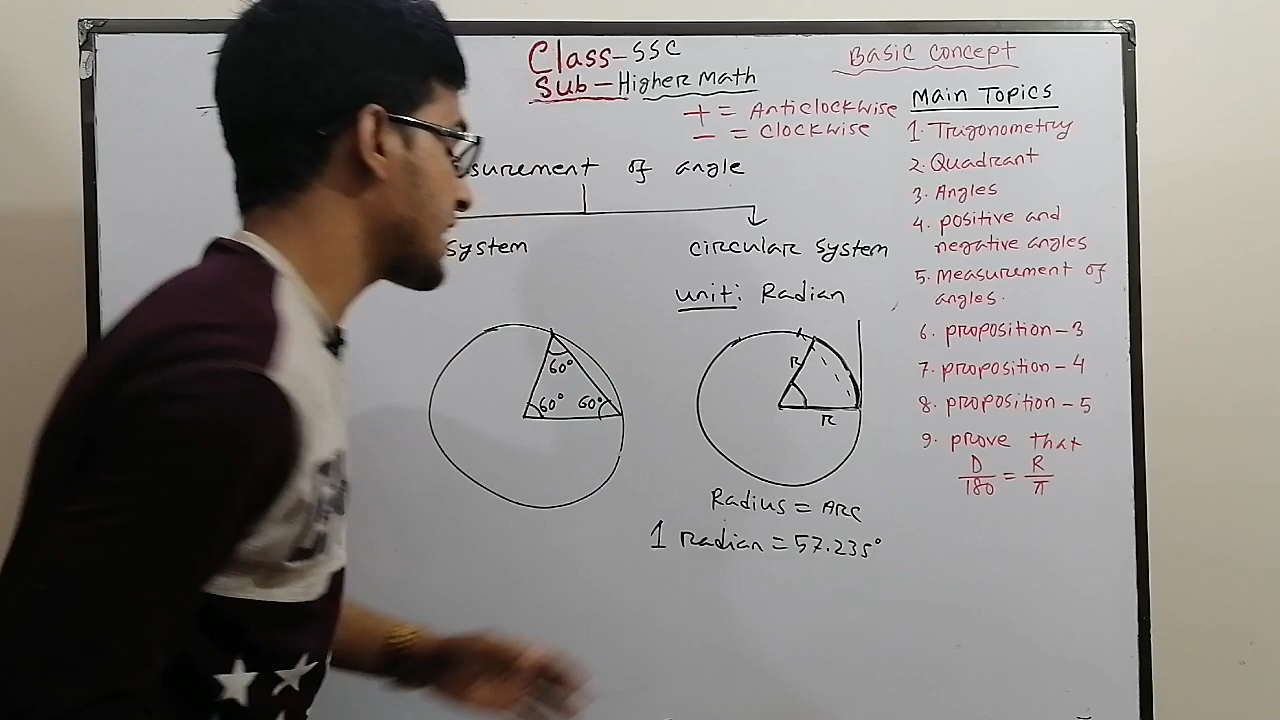 Class-SSC
Sub-Higher Math
Basic Concept
+ = Anticlockwise
- = Clockwise
Main Topics
1. Trigonometry
2. Quadrant
3. Angles
4. positive and
negative angles
5. Measurement of
angles.
6. proposition-3
7. proposition-4
8. proposition-5
9. prove that
D/180 = R/π
surement of angle
system
circular system
unit: Radian
60°
60° 60°
R
R
Radius = Arc
1 radian = 57.235°